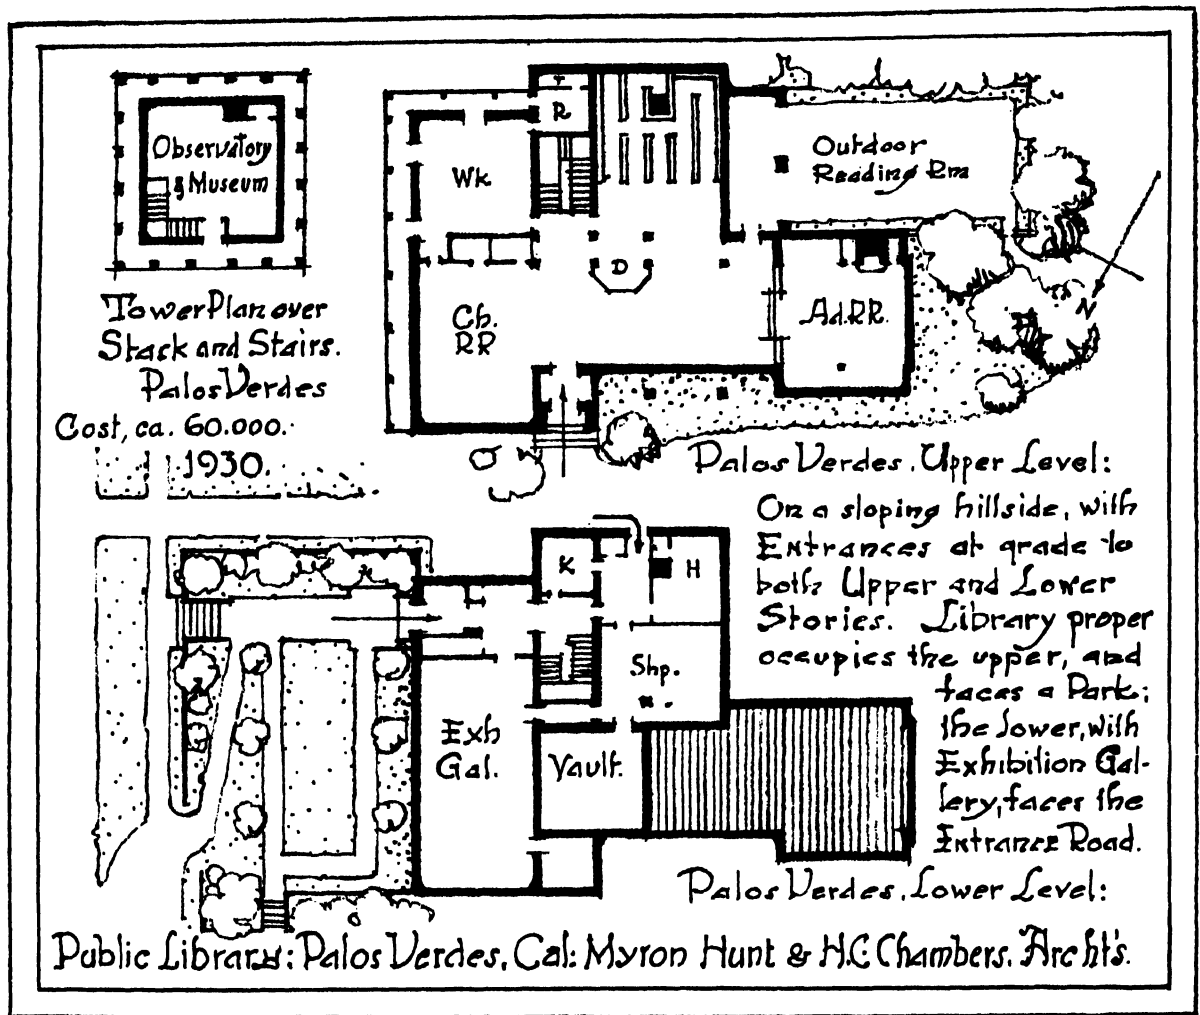 Observatory
& Museum
Tower Plan over
Stack and Stairs.
Palos Verdes
Cost, ca. 60.000.
1930.
T
R
Wk.
Outdoor
Reading Rm
D
Ch.
RR
Ad.RR.
N
Palos Verdes. Upper Level:
On a sloping hillside, with
Entrances at grade to
both Upper and Lower
Stories. Library proper
occupies the upper, and
faces a Park;
the lower, with
Exhibition Gal-
lery, faces the
Entrance Road.
K
H
Shp.
Exh
Gal.
Vault.
Palos Verdes. Lower Level:
Public Library: Palos Verdes, Cal: Myron Hunt & H.C. Chambers. Archt's.